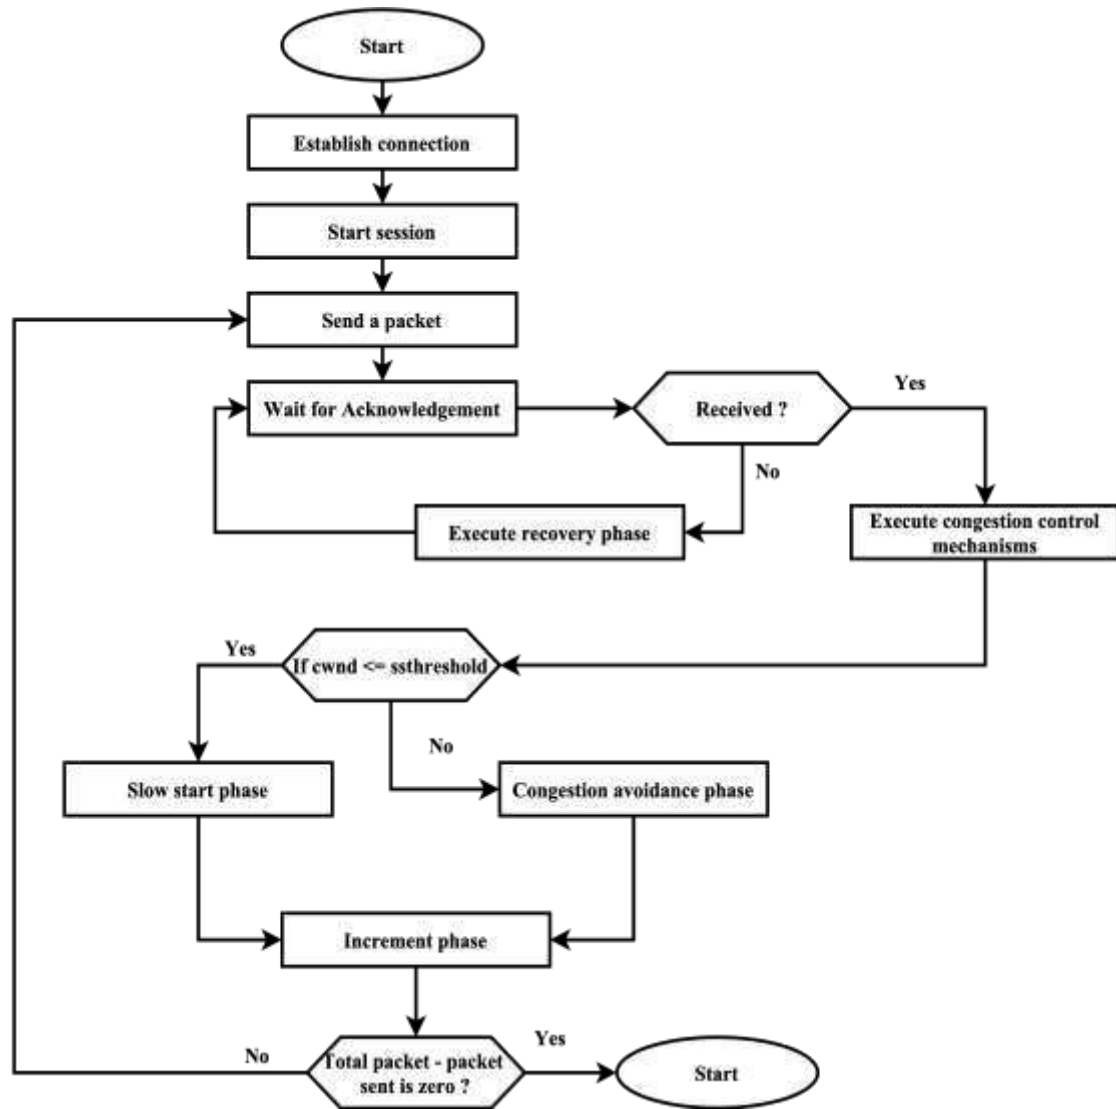 Start
Establish connection
Start session
Send a packet
Wait for Acknowledgement
Received ?
Yes
No
Execute recovery phase
Execute congestion control
mechanisms
Yes
If cwnd <= ssthreshold
No
Slow start phase
Congestion avoidance phase
Increment phase
No
Total packet - packet
sent is zero ?
Yes
Start